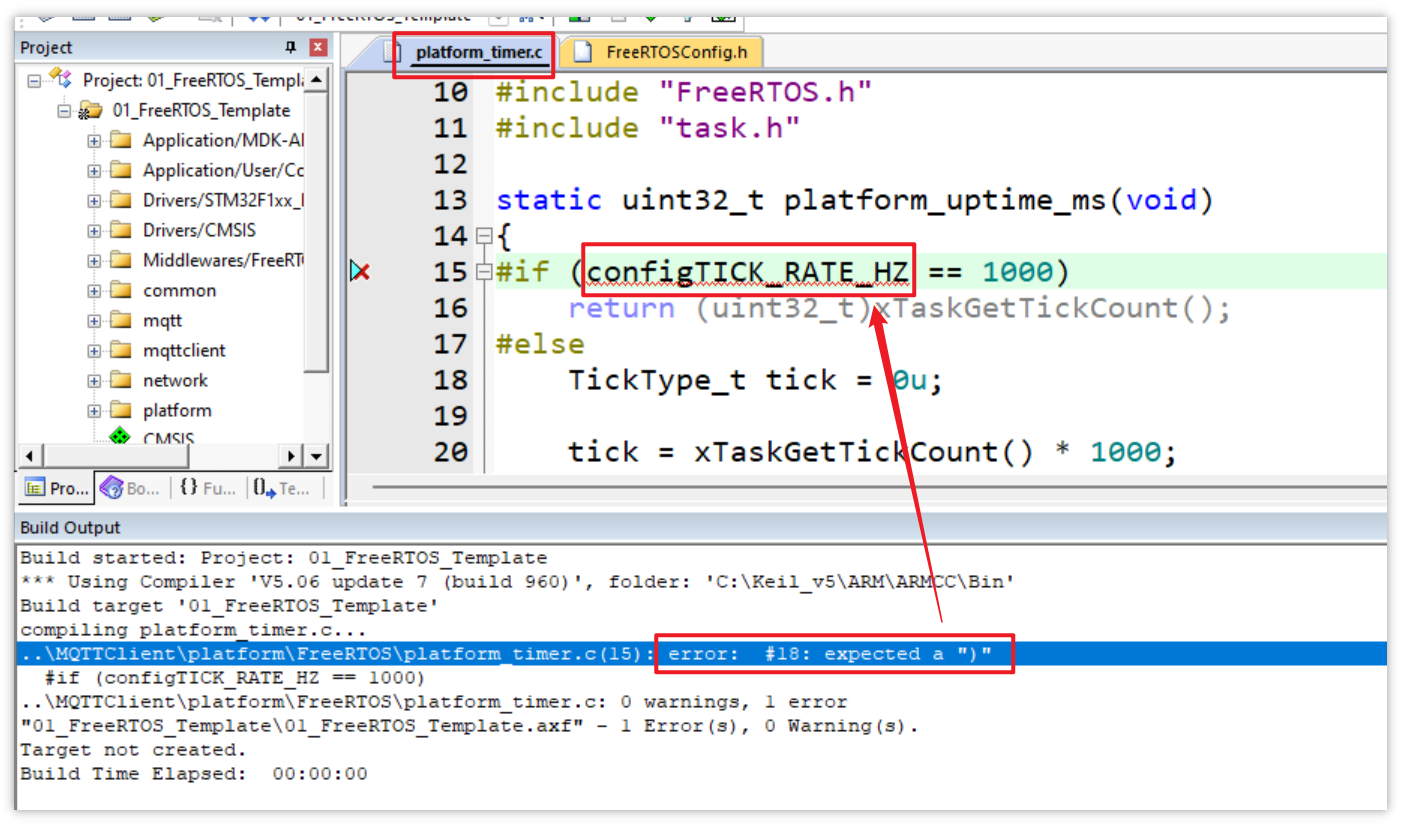 01_FreeRTOS_Template
Project
platform_timer.c
FreeRTOSConfig.h
Project: 01_FreeRTOS_Templa
01_FreeRTOS_Template
Application/MDK-AI
Application/User/Co
Drivers/STM32F1xx_I
Drivers/CMSIS
Middlewares/FreeRT
common
mqtt
mqttclient
network
platform
CMSIS
Pro...
Bo...
{} Fu...
Te...
10 #include "FreeRTOS.h"
11 #include "task.h"
12
13 static uint32_t platform_uptime_ms(void)
14 {
15 #if (configTICK_RATE_HZ == 1000)
16 return (uint32_t)xTaskGetTickCount();
17 #else
18 TickType_t tick = 0u;
19
20 tick = xTaskGetTickCount() * 1000;
Build Output
Build started: Project: 01_FreeRTOS_Template
*** Using Compiler 'V5.06 update 7 (build 960)', folder: 'C:\Keil_v5\ARM\ARMCC\Bin'
Build target '01_FreeRTOS_Template'
compiling platform_timer.c...
..\MQTTClient\platform\FreeRTOS\platform_timer.c(15): error:  #18: expected a ")"
#if (configTICK_RATE_HZ == 1000)
..\MQTTClient\platform\FreeRTOS\platform_timer.c: 0 warnings, 1 error
"01_FreeRTOS_Template\01_FreeRTOS_Template.axf" - 1 Error(s), 0 Warning(s).
Target not created.
Build Time Elapsed:  00:00:00